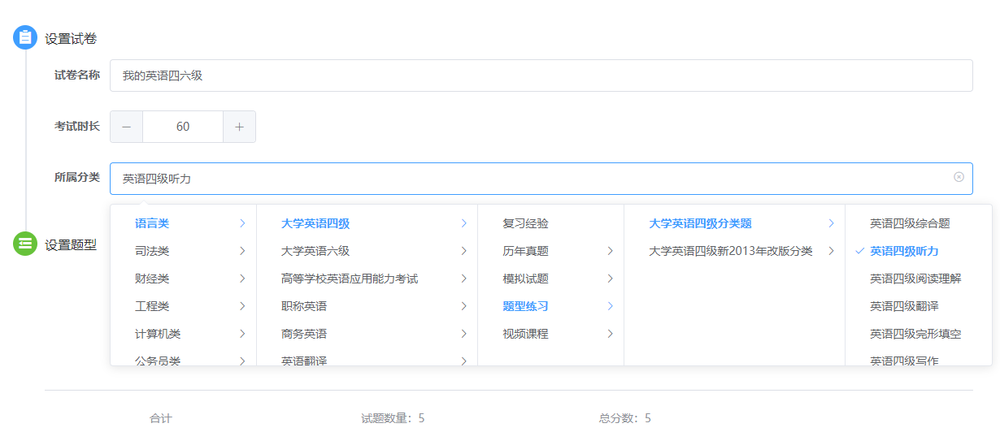 设置试卷
试卷名称 我的英语四六级
考试时长 60
所属分类 英语四级听力
语言类 大学英语四级 复习经验 大学英语四级分类题 英语四级综合题
设置题型 司法类 大学英语六级 历年真题 大学英语四级新2013年改版分类 英语四级听力
财经类 高等学校英语应用能力考试 模拟试题 英语四级阅读理解
工程类 职称英语 题型练习 英语四级翻译
计算机类 商务英语 视频课程 英语四级完形填空
公务员类 英语翻译 英语四级写作
合计 试题数量：5 总分数：5